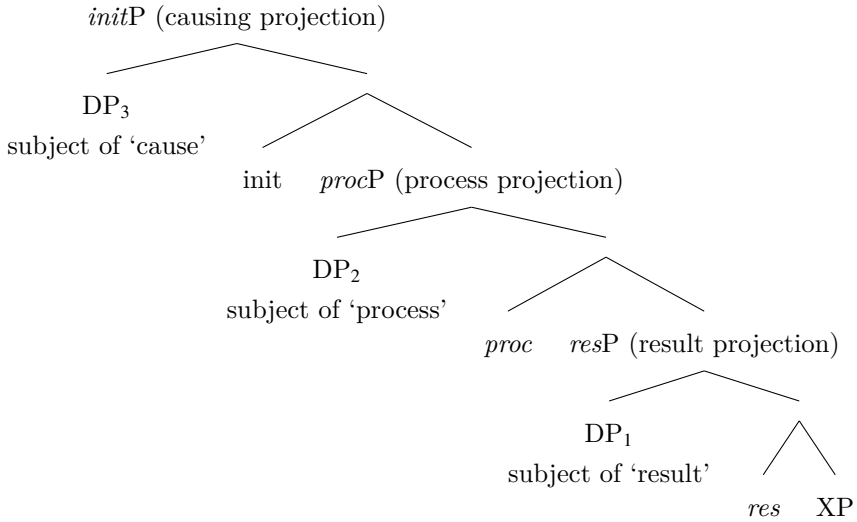 initP (causing projection)
DP₃
subject of ‘cause’
init procP (process projection)
DP₂
subject of ‘process’
proc resP (result projection)
DP₁
subject of ‘result’
res XP